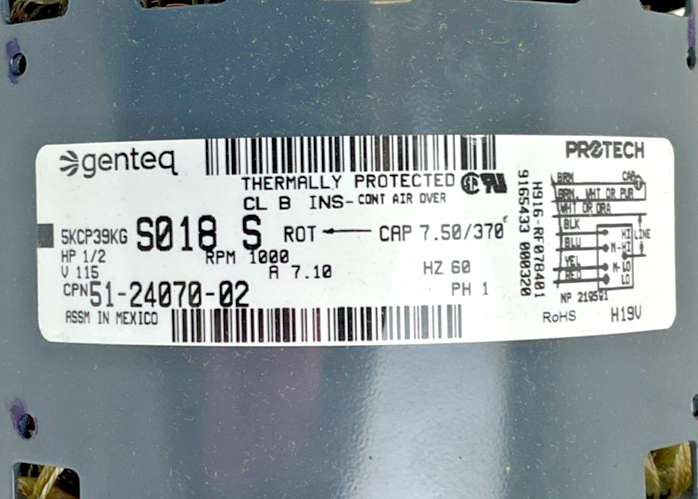 genteq
PROTECH
THERMALLY PROTECTED
CL B INS- CONT AIR OVER
5KCP39KG S018 S ROT CAP 7.50/370
HP 1/2 RPM 1000
V 115 A 7.10 HZ 60
CPN 51-24070-02 PH 1
ASSM IN MEXICO
H916-RF078401
9165433 000320
BRN CAP
BRN, WHT OR PUR
WHT OR ORA
BLK HI LINE
BLU M-HI
YEL M-LO
RED LO
RoHS H19V